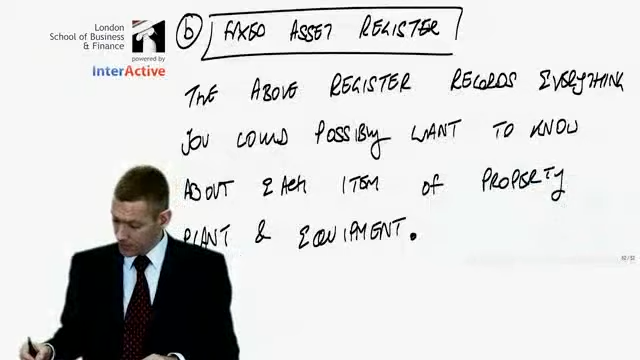 London
School of Business
& Finance
powered by
InterActive
(b) FIXED ASSET REGISTER
THE ABOVE REGISTER RECORDS EVERYTHING
YOU COULD POSSIBLY WANT TO KNOW
ABOUT EACH ITEM OF PROPERTY
PLANT & EQUIPMENT.